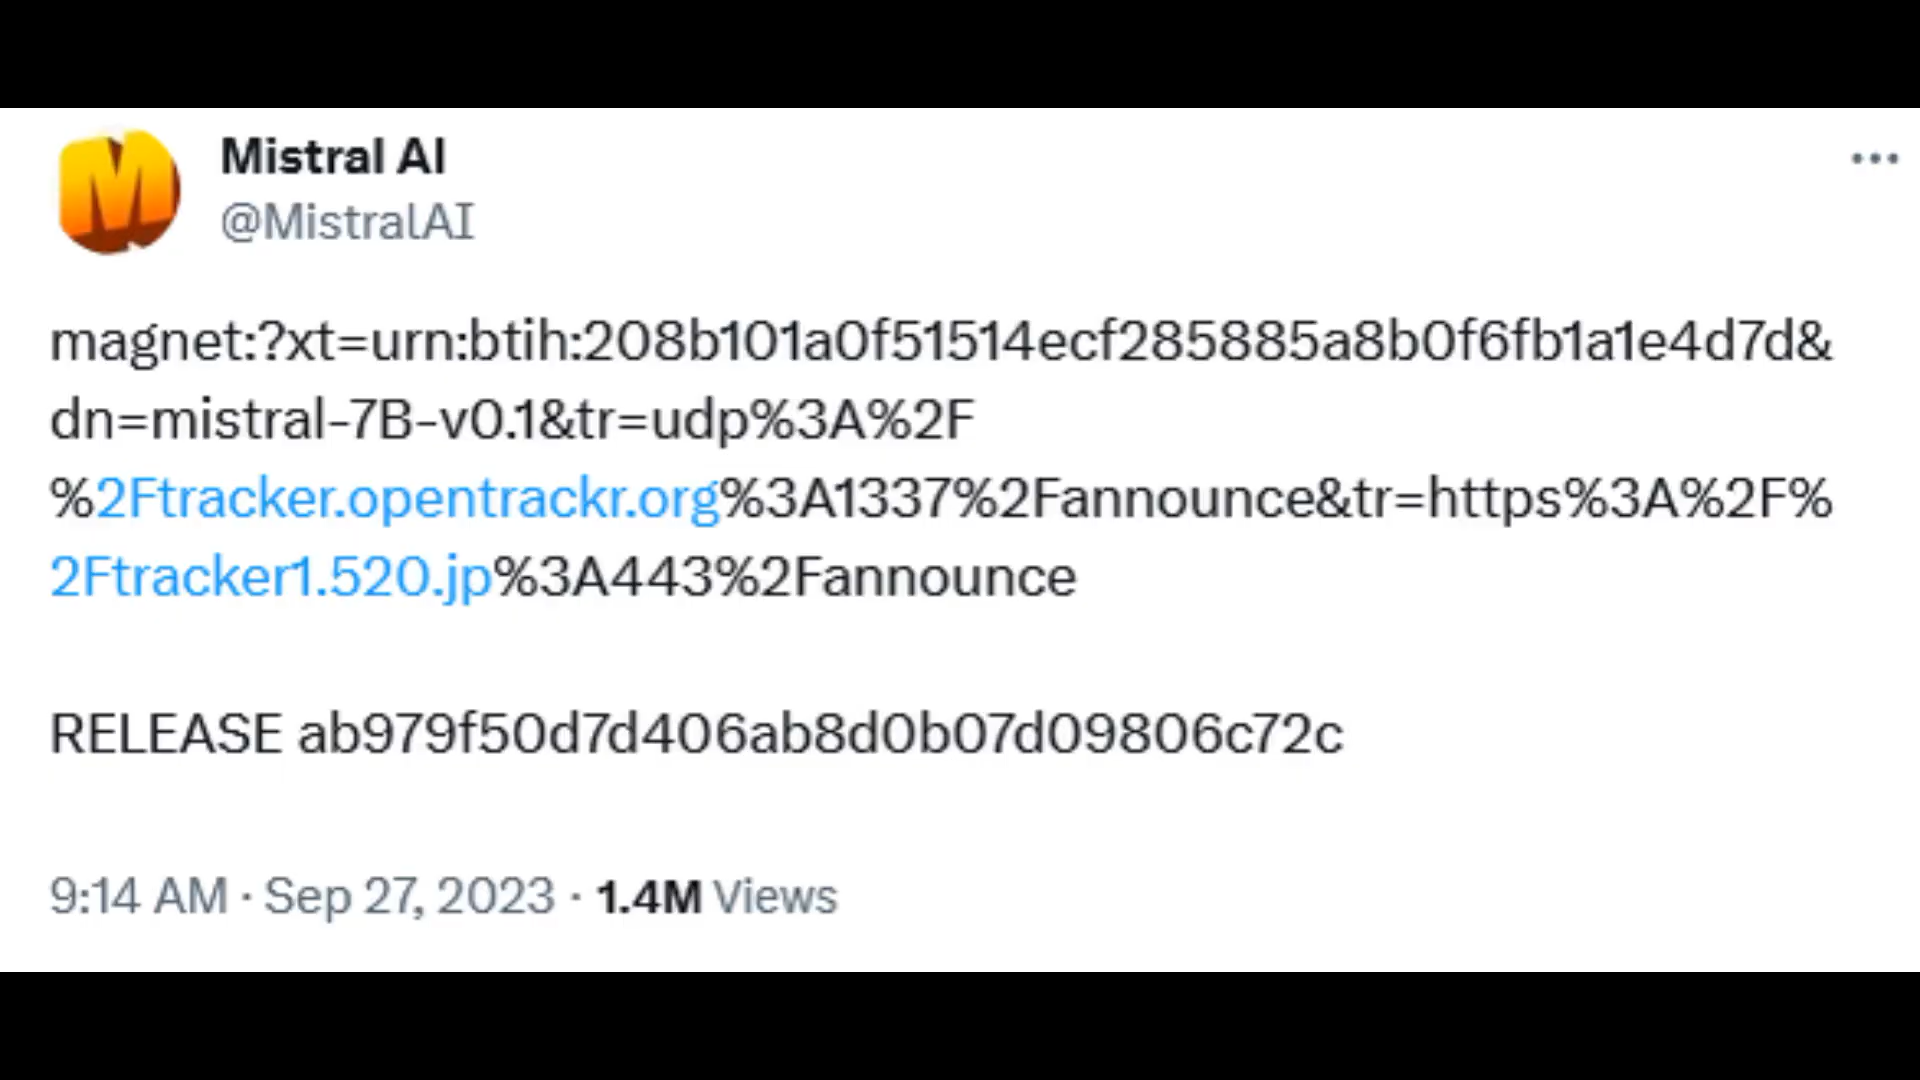 Mistral AI
@MistralAI
magnet:?xt=urn:btih:208b101a0f51514ecf285885a8b0f6fb1a1e4d7d&
dn=mistral-7B-v0.1&tr=udp%3A%2F
%2Ftracker.opentrackr.org%3A1337%2Fannounce&tr=https%3A%2F%
2Ftracker1.520.jp%3A443%2Fannounce
RELEASE ab979f50d7d406ab8d0b07d09806c72c
9:14 AM · Sep 27, 2023 · 1.4M Views